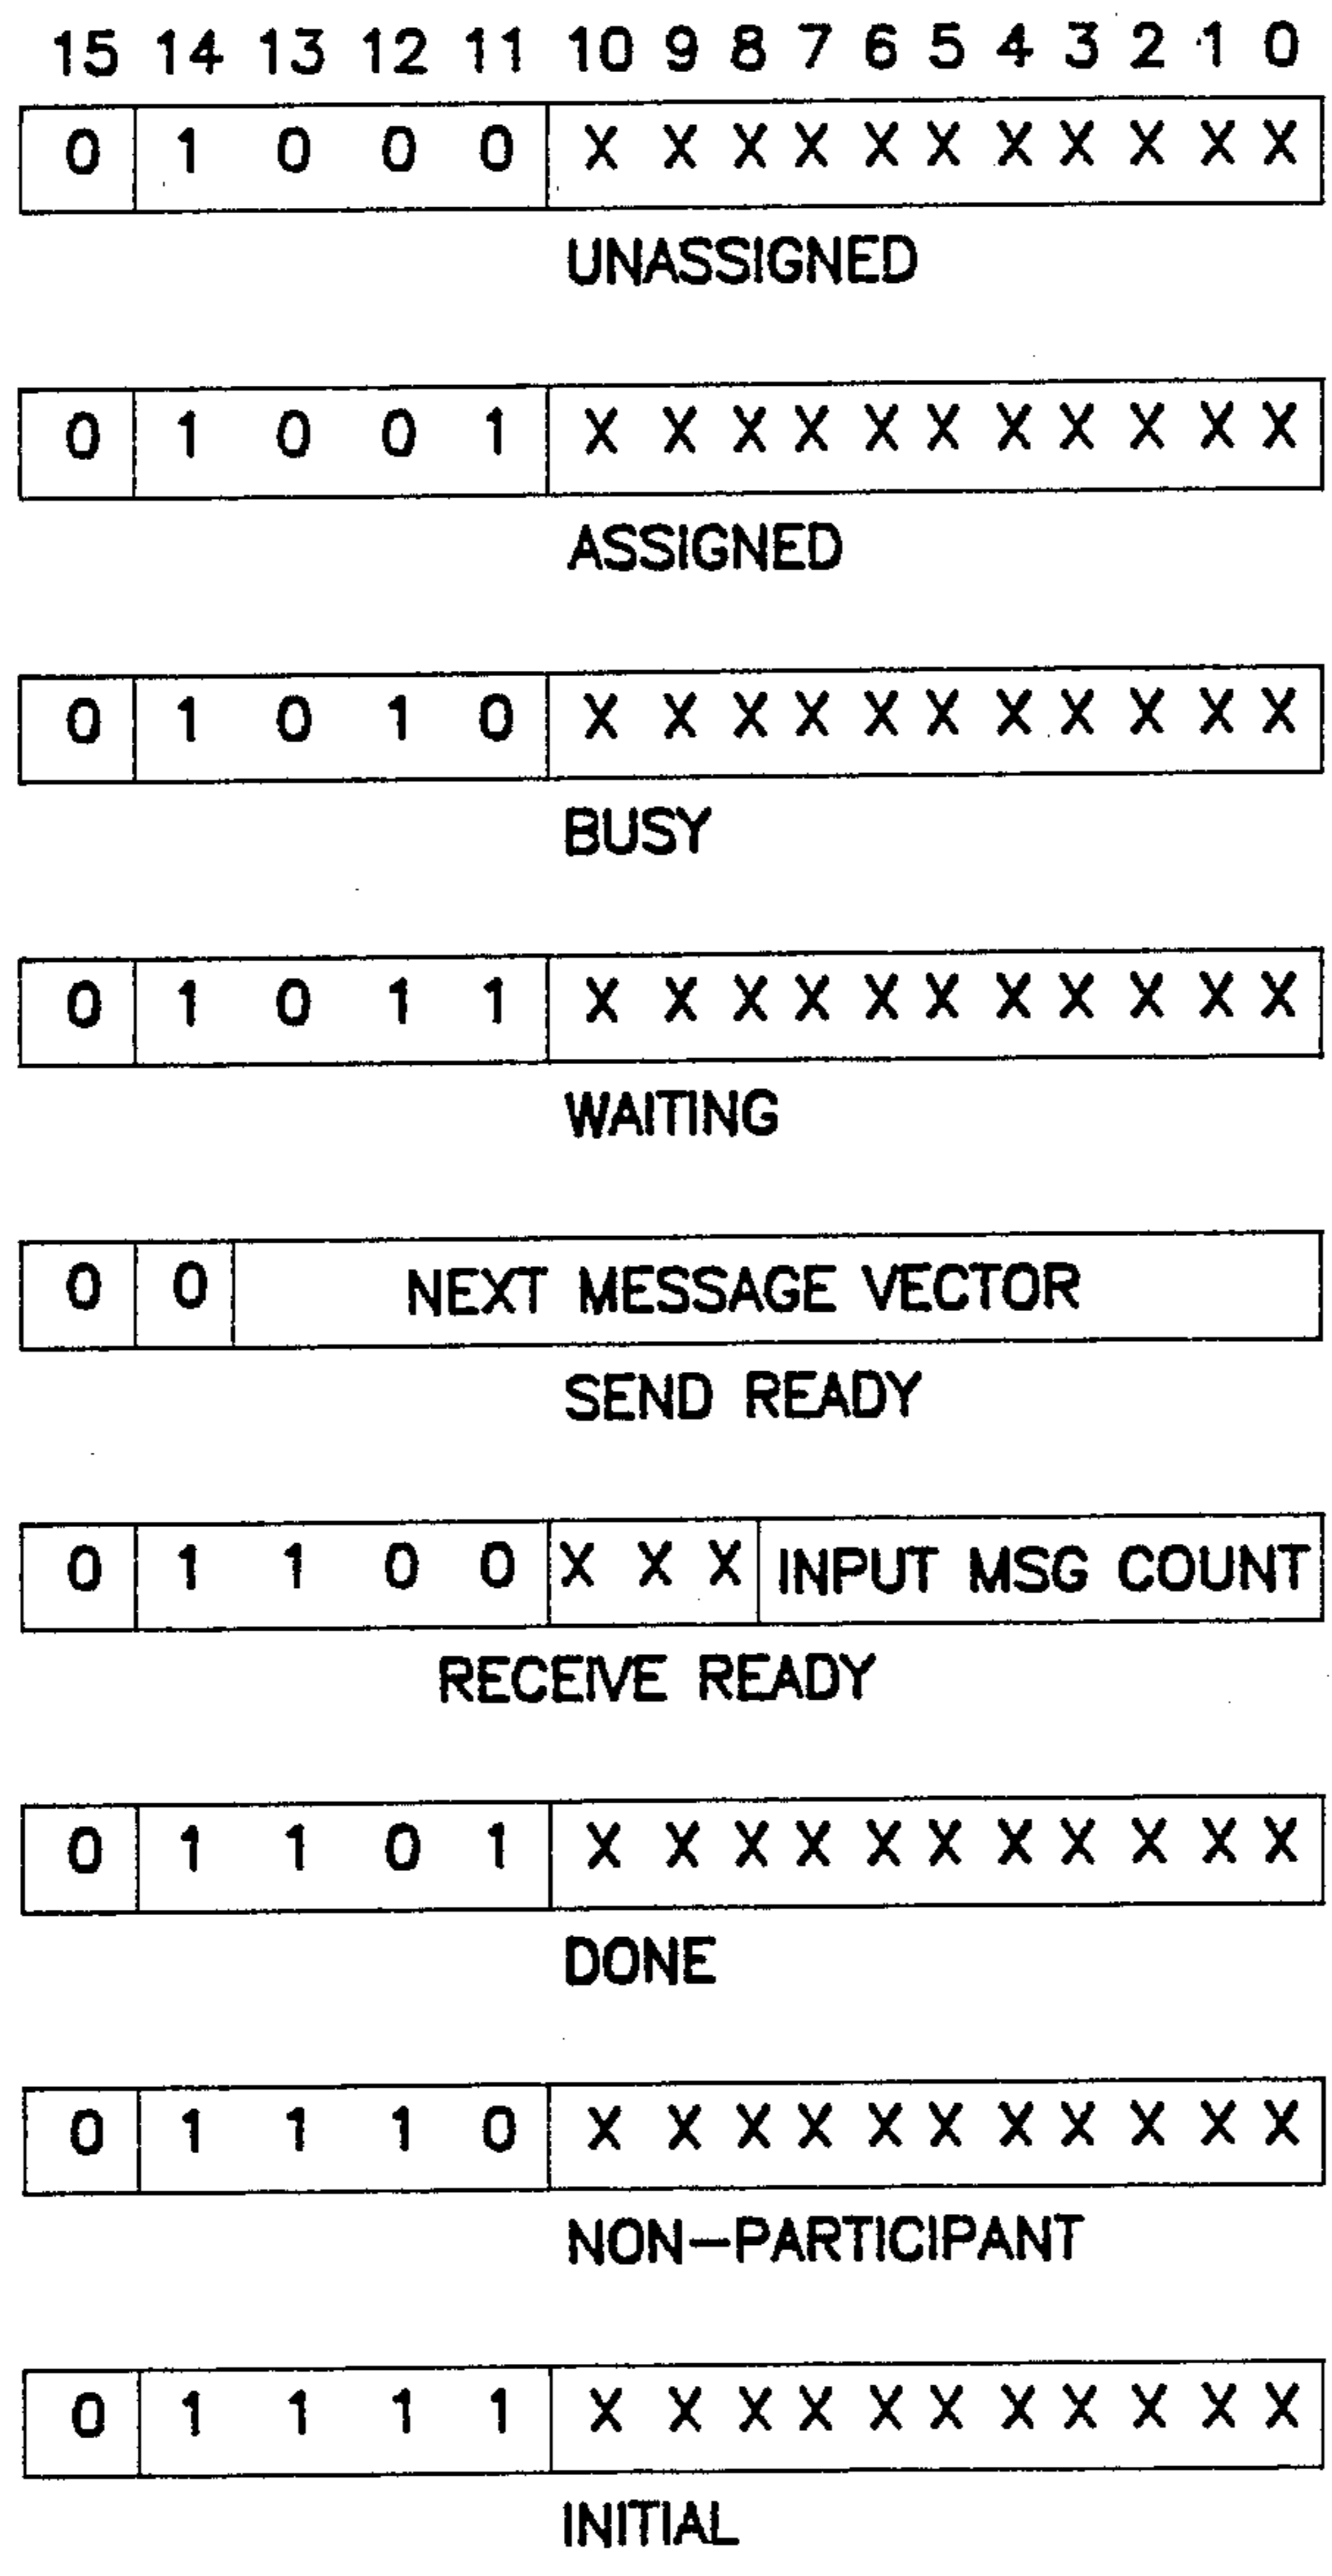 15 14 13 12 11 10 9 8 7 6 5 4 3 2 1 0
0 1 0 0 0 X X X X X X X X X X X
UNASSIGNED
0 1 0 0 1 X X X X X X X X X X X
ASSIGNED
0 1 0 1 0 X X X X X X X X X X X
BUSY
0 1 0 1 1 X X X X X X X X X X X
WAITING
0 0 NEXT MESSAGE VECTOR
SEND READY
0 1 1 0 0 X X X INPUT MSG COUNT
RECEIVE READY
0 1 1 0 1 X X X X X X X X X X X
DONE
0 1 1 1 0 X X X X X X X X X X X
NON-PARTICIPANT
0 1 1 1 1 X X X X X X X X X X X
INITIAL